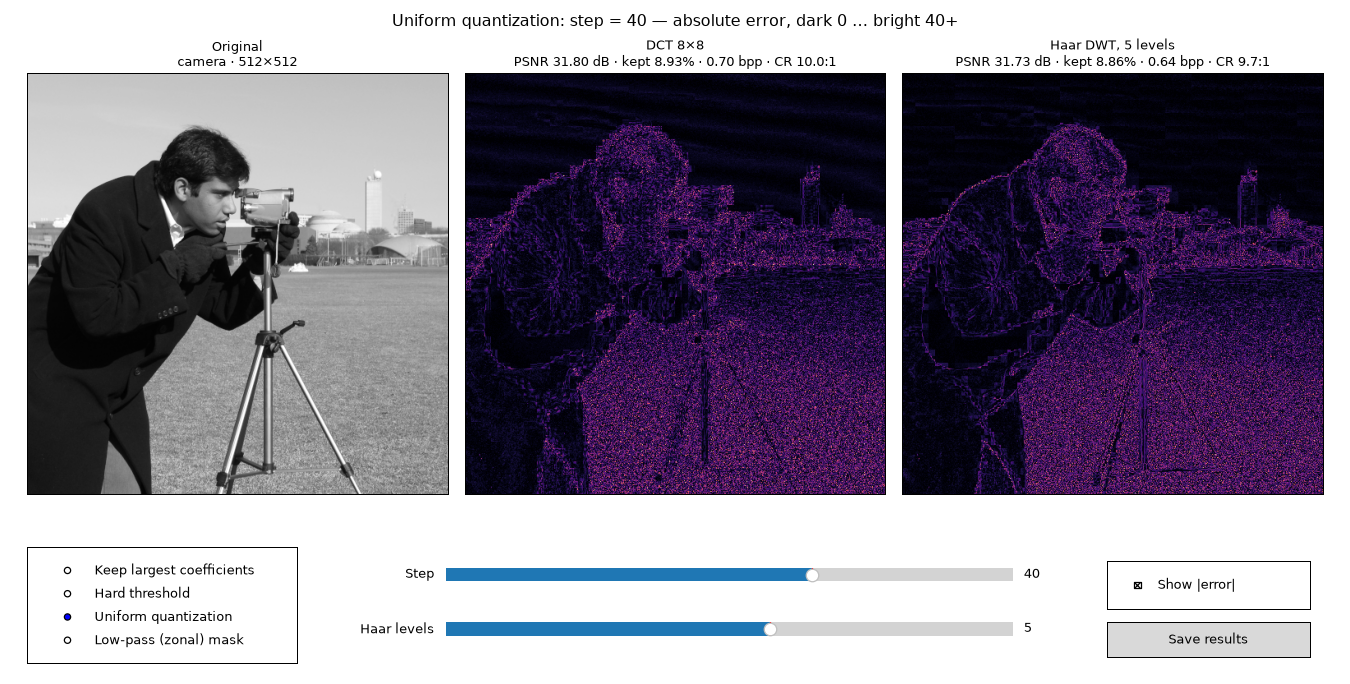 Uniform quantization: step = 40 — absolute error, dark 0 … bright 40+
Original
camera · 512×512
DCT 8×8
PSNR 31.80 dB · kept 8.93% · 0.70 bpp · CR 10.0:1
Haar DWT, 5 levels
PSNR 31.73 dB · kept 8.86% · 0.64 bpp · CR 9.7:1
Keep largest coefficients
Hard threshold
Uniform quantization
Low-pass (zonal) mask
Step
40
Haar levels
5
Show |error|
Save results